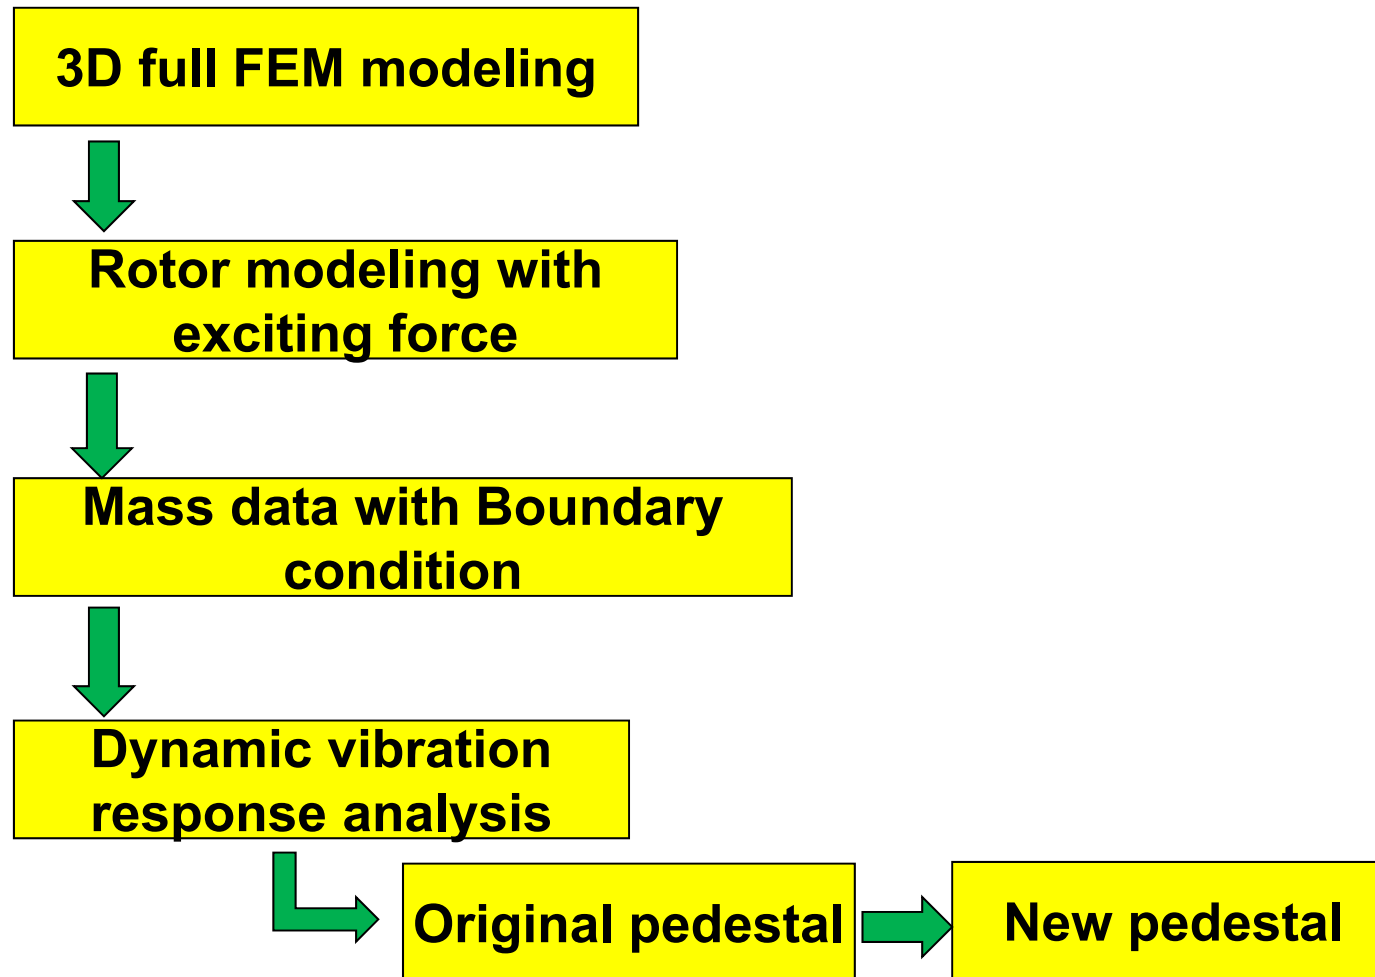 3D full FEM modeling
Rotor modeling with
exciting force
Mass data with Boundary
condition
Dynamic vibration
response analysis
Original pedestal
New pedestal